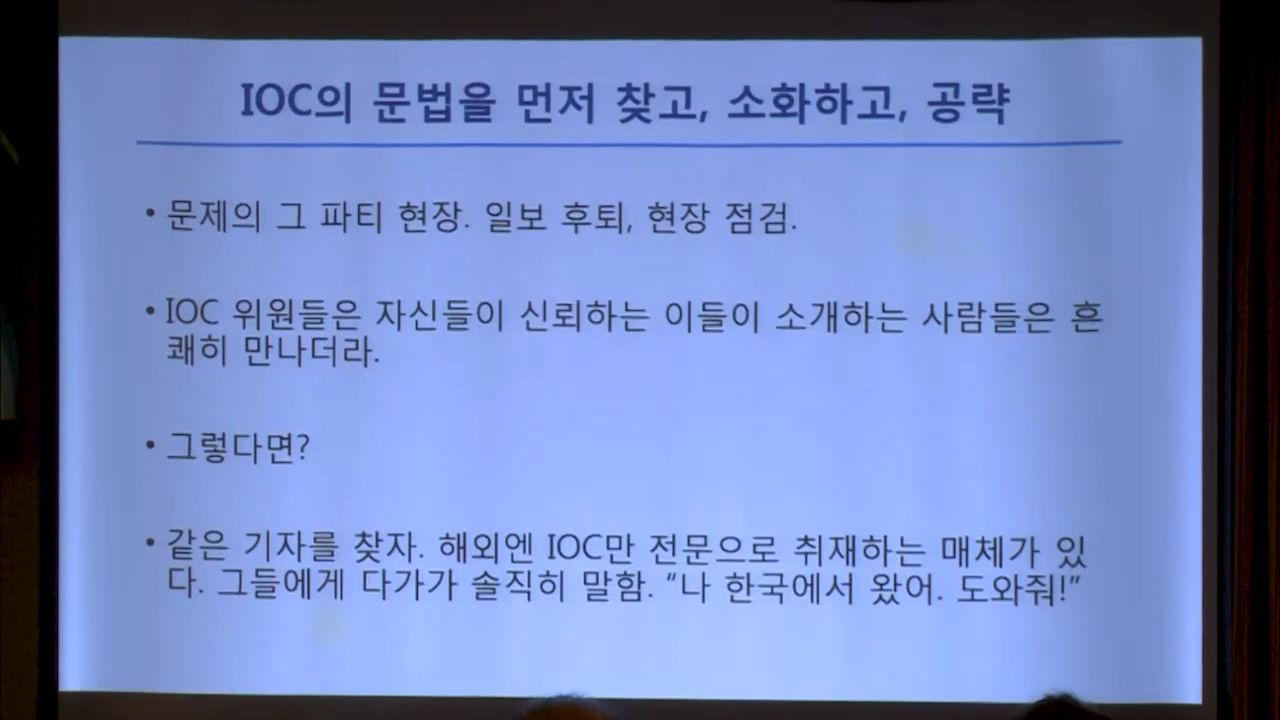 IOC의 문법을 먼저 찾고, 소화하고, 공략
• 문제의 그 파티 현장. 일보 후퇴, 현장 점검.
• IOC 위원들은 자신들이 신뢰하는 이들이 소개하는 사람들은 흔
쾌히 만나더라.
• 그렇다면?
• 같은 기자를 찾자. 해외엔 IOC만 전문으로 취재하는 매체가 있
다. 그들에게 다가가 솔직히 말함. “나 한국에서 왔어. 도와줘!”